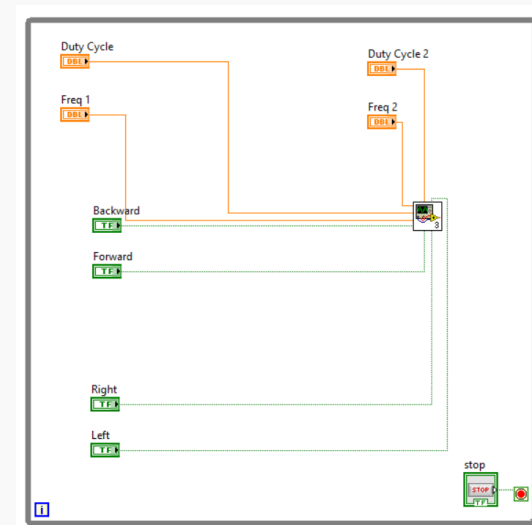 Duty Cycle
DBL
Duty Cycle 2
DBL
Freq 1
DBL
Freq 2
DBL
Backward
TF
3
Forward
TF
Right
TF
Left
TF
stop
STOP
TF
i